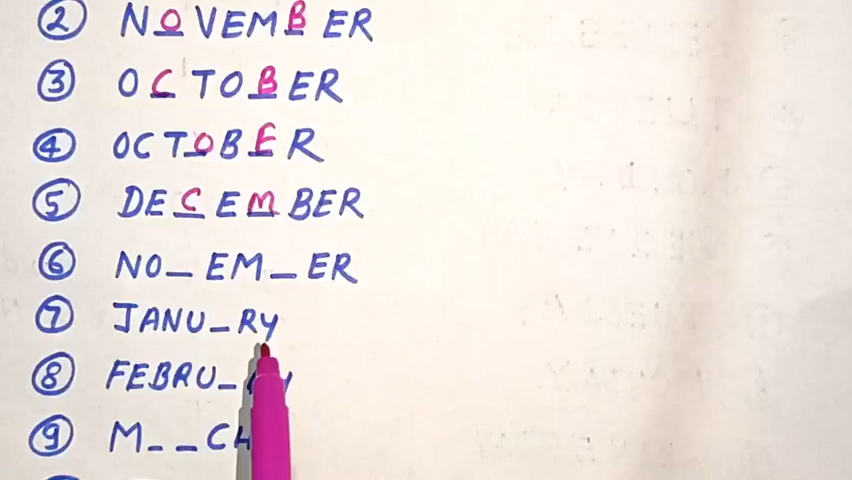 2 NOVEMBER
3 OCTOBER
4 OCTOBER
5 DECEMBER
6 NO_EM_ER
7 JANU_RY
8 FEBRU_
9 M__CH